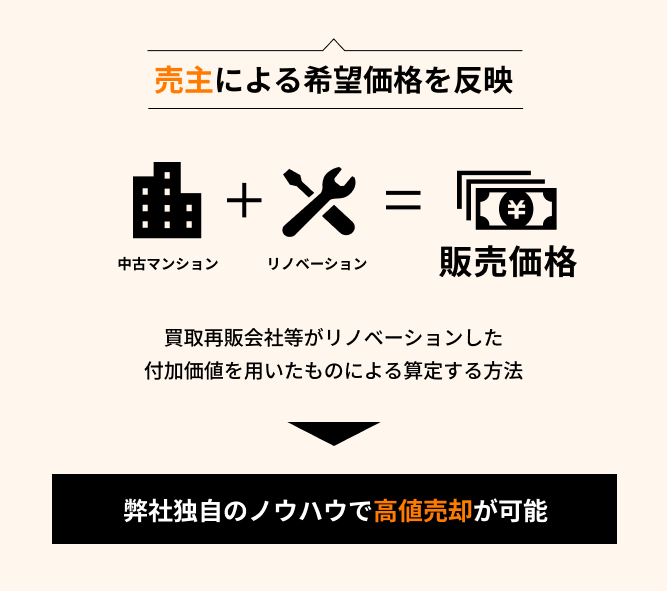 売主による希望価格を反映
+
=
¥
中古マンション
リノベーション
販売価格
買取再販会社等がリノベーションした
付加価値を用いたものによる算定する方法
弊社独自のノウハウで高値売却が可能